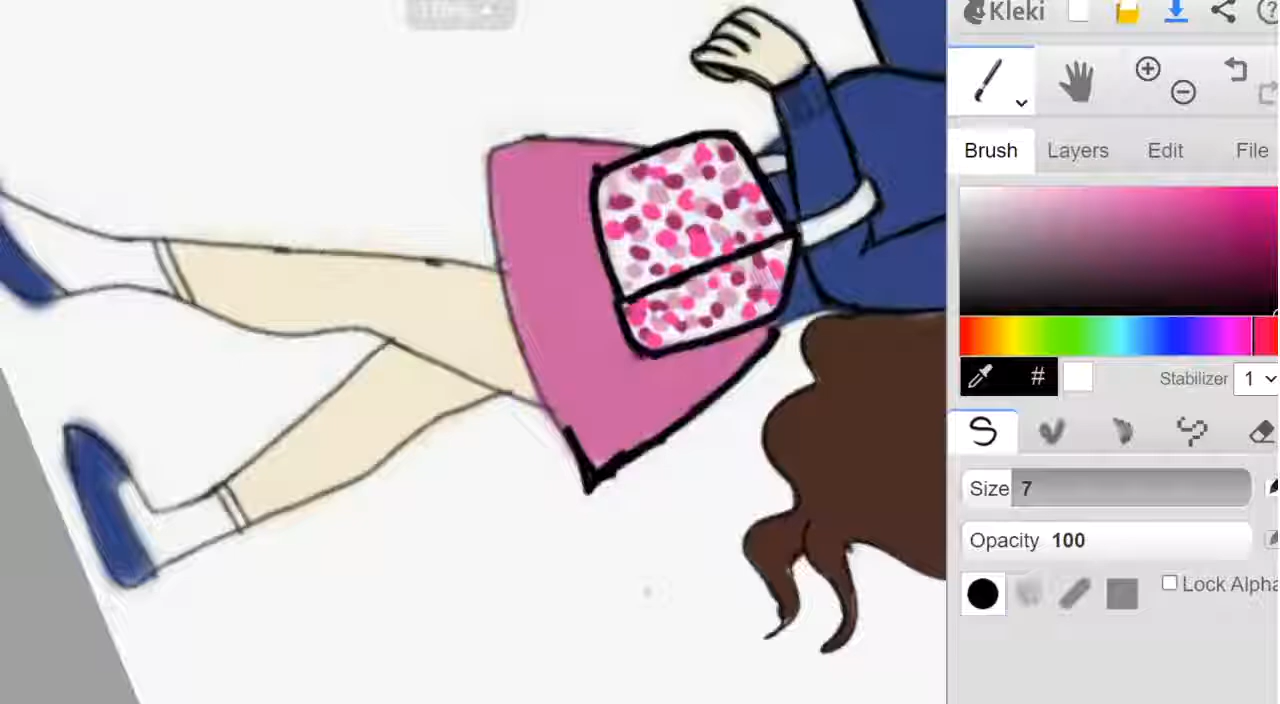 Kleki
Brush Layers Edit File
# Stabilizer 1
Size 7
Opacity 100
Lock Alpha